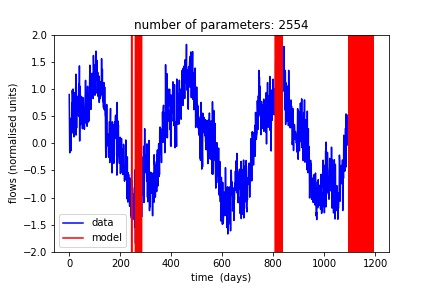 number of parameters: 2554
flows (normalised units)
2.0
1.5
1.0
0.5
0.0
−0.5
−1.0
−1.5
−2.0
data
model
0 200 400 600 800 1000 1200
time (days)